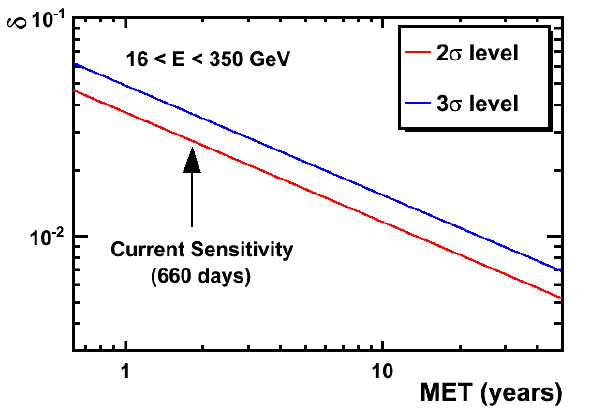 δ
10⁻¹
16 < E < 350 GeV
2σ level
3σ level
10⁻²
Current Sensitivity
(660 days)
1
10
MET (years)